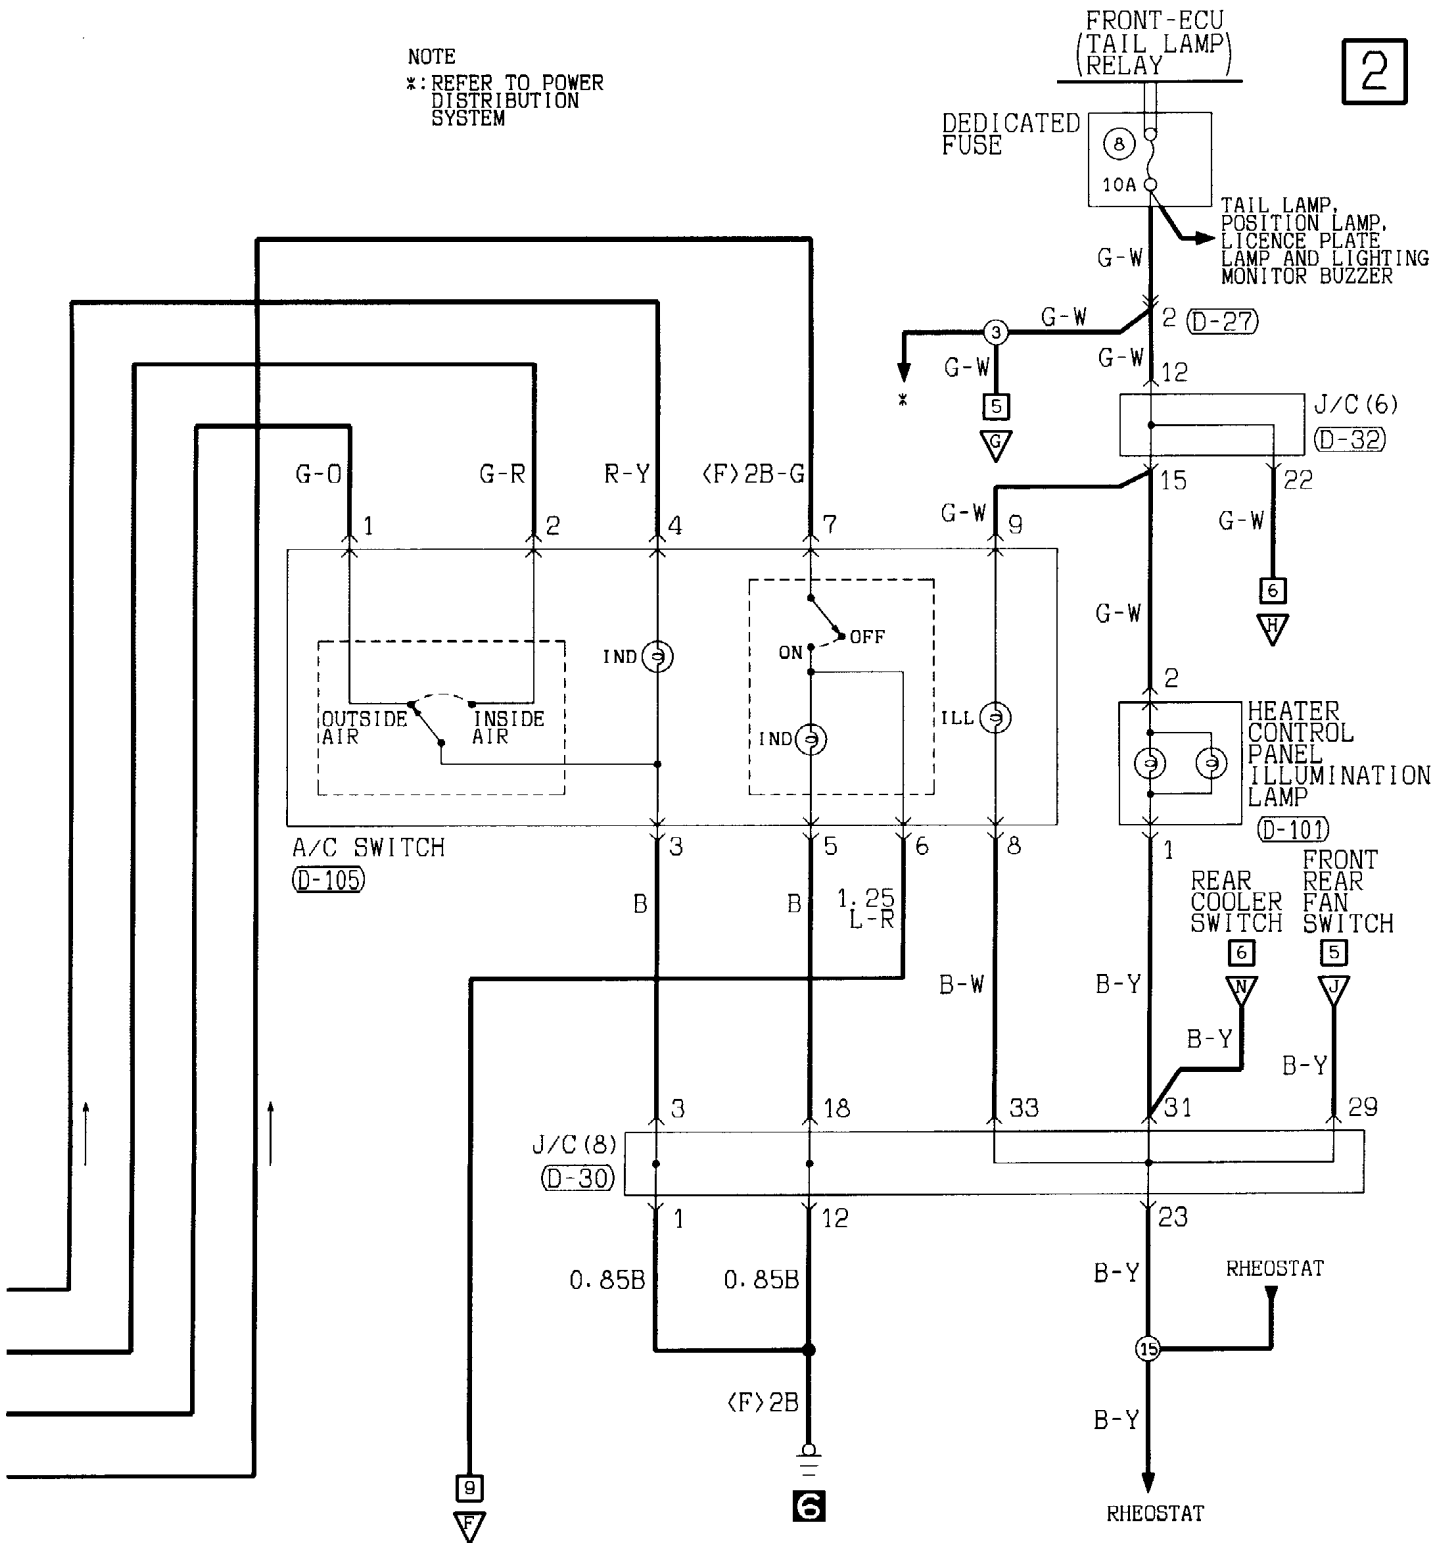 FRONT-ECU
(TAIL LAMP)
(RELAY)
2
NOTE
*:REFER TO POWER
DISTRIBUTION
SYSTEM
DEDICATED
FUSE
8
10A
TAIL LAMP,
POSITION LAMP,
LICENCE PLATE
LAMP AND LIGHTING
MONITOR BUZZER
G-W
2
D-27
G-W
3
G-W
G-W
12
*
5
G
J/C(6)
D-32
15
22
G-O
G-R
R-Y
<F>2B-G
G-W
G-W
1
2
4
7
9
6
H
G-W
OFF
ON
IND
IND
ILL
OUTSIDE
AIR
INSIDE
AIR
2
HEATER
CONTROL
PANEL
ILLUMINATION
LAMP
D-101
A/C SWITCH
D-105
3
5
6
8
1
B
B
1.25
L-R
REAR
COOLER
SWITCH
FRONT
REAR
FAN
SWITCH
6
N
5
J
B-W
B-Y
B-Y
B-Y
3
18
33
31
29
J/C(8)
D-30
1
12
23
0.85B
0.85B
B-Y
RHEOSTAT
15
<F>2B
B-Y
9
F
6
RHEOSTAT